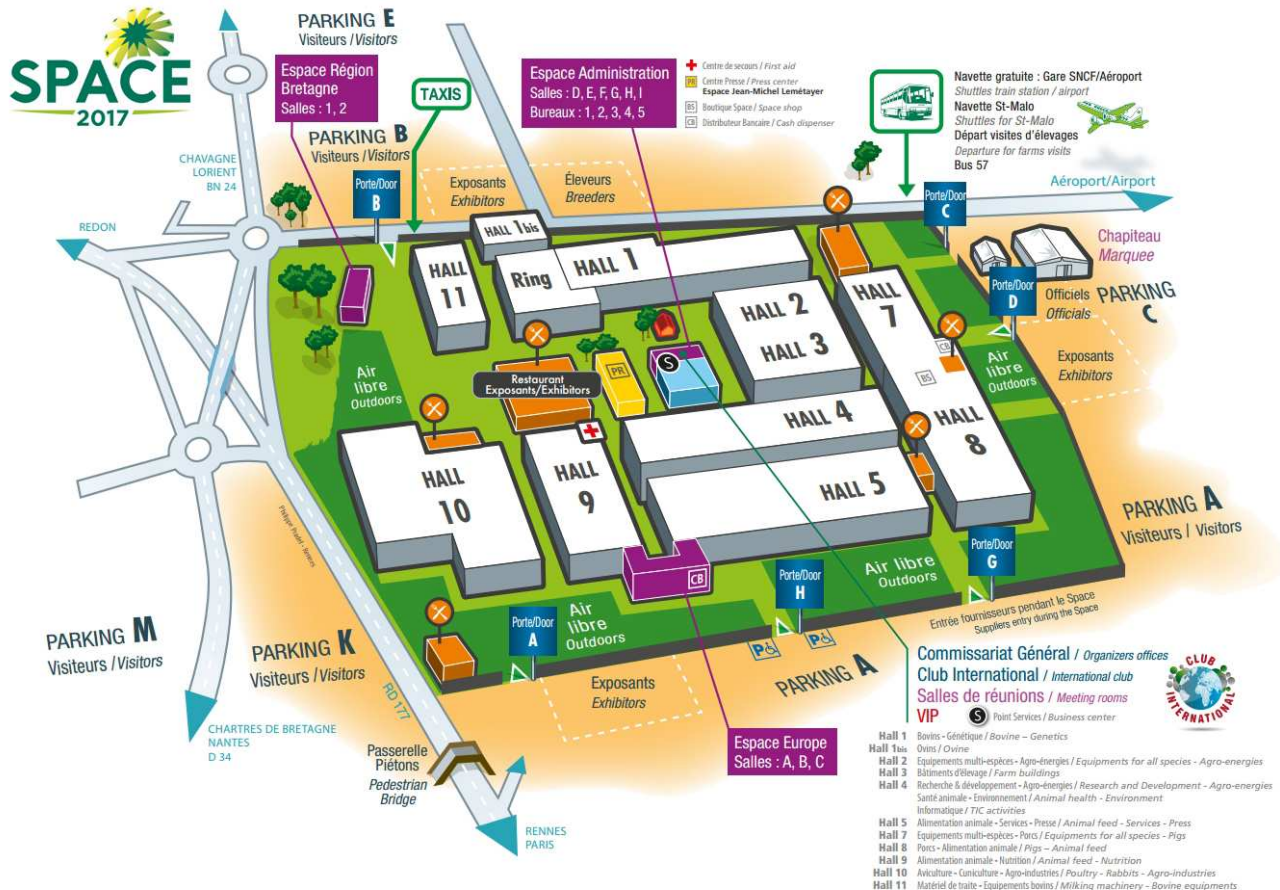 SPACE
2017
PARKING E
Visiteurs / Visitors
Espace Région
Bretagne
Salles : 1, 2
TAXIS
Espace Administration
Salles : D, E, F, G, H, I
Bureaux : 1, 2, 3, 4, 5
Centre de secours / First aid
PR
Centre Presse / Press center
Espace Jean-Michel Lemétayer
BS
Boutique Space / Space shop
CB
Distributeur Bancaire / Cash dispenser
Navette gratuite : Gare SNCF/Aéroport
Shuttles train station / airport
Navette St-Malo
Shuttles for St-Malo
Départ visites d'élevages
Departure for farms visits
Bus 57
Aéroport/Airport
CHAVAGNE
LORIENT
BN 24
REDON
PARKING B
Visiteurs / Visitors
Porte/Door
B
Exposants
Exhibitors
Éleveurs
Breeders
Porte/Door
C
Chapiteau
Marquee
Porte/Door
D
Officiels
Officials
PARKING
C
Exposants
Exhibitors
HALL 1bis
HALL
11
Ring
HALL 1
HALL 2
HALL 3
HALL
7
CB
BS
Air
libre
Outdoors
Air
libre
Outdoors
Restaurant
Exposants/Exhibitors
PR
S
HALL 4
HALL
8
HALL
10
HALL
9
HALL 5
CB
PARKING A
Visiteurs / Visitors
Porte/Door
G
Air libre
Outdoors
Porte/Door
H
Air
libre
Outdoors
Porte/Door
A
Entrée fournisseurs pendant le Space
Suppliers entry during the Space
P
P
PARKING A
Exposants
Exhibitors
PARKING M
Visiteurs / Visitors
PARKING K
Visiteurs / Visitors
RD 177
CHARTRES DE BRETAGNE
NANTES
D 34
Passerelle
Piétons
Pedestrian
Bridge
RENNES
PARIS
Espace Europe
Salles : A, B, C
Commissariat Général / Organizers offices
Club International / International club
Salles de réunions / Meeting rooms
VIP
S Point Services / Business center
CLUB
INTERNATIONAL
Hall 1 Bovins - Génétique / Bovine – Genetics
Hall 1bis Ovins / Ovine
Hall 2 Equipements multi-espèces - Agro-énergies / Equipments for all species - Agro-energies
Hall 3 Bâtiments d'élevage / Farm buildings
Hall 4 Recherche & développement - Agro-énergies / Research and Development - Agro-energies
Santé animale - Environnement / Animal health - Environment
Informatique / TIC activities
Hall 5 Alimentation animale - Services - Presse / Animal feed - Services - Press
Hall 7 Equipements multi-espèces - Porcs / Equipments for all species - Pigs
Hall 8 Porcs - Alimentation animale / Pigs – Animal feed
Hall 9 Alimentation animale - Nutrition / Animal feed - Nutrition
Hall 10 Aviculture - Cuniculture - Agro-industries / Poultry - Rabbits - Agro-industries
Hall 11 Matériel de traite - Equipements bovins / Milking machinery - Bovine equipments